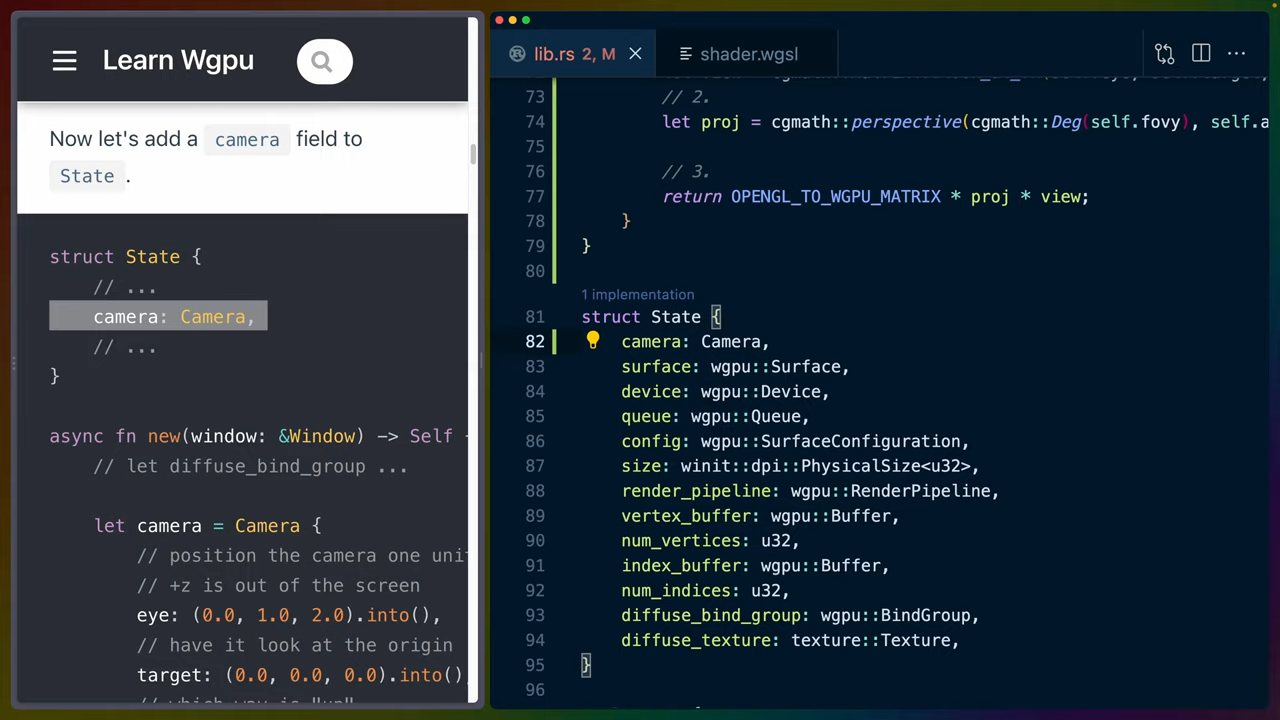 Learn Wgpu
Now let's add a camera field to
State.
struct State {
// ...
camera: Camera,
// ...
}
async fn new(window: &Window) -> Self
// let diffuse_bind_group ...
let camera = Camera {
// position the camera one
// +z is out of the screen
eye: (0.0, 1.0, 2.0).into(),
// have it look at the origin
target: (0.0, 0.0, 0.0).into()
lib.rs 2, M
shader.wgsl
73 // 2.
74 let proj = cgmath::perspective(cgmath::Deg(self.fovy), self.a
75
76 // 3.
77 return OPENGL_TO_WGPU_MATRIX * proj * view;
78 }
79 }
80
1 implementation
81 struct State {
82 camera: Camera,
83 surface: wgpu::Surface,
84 device: wgpu::Device,
85 queue: wgpu::Queue,
86 config: wgpu::SurfaceConfiguration,
87 size: winit::dpi::PhysicalSize<u32>,
88 render_pipeline: wgpu::RenderPipeline,
89 vertex_buffer: wgpu::Buffer,
90 num_vertices: u32,
91 index_buffer: wgpu::Buffer,
92 num_indices: u32,
93 diffuse_bind_group: wgpu::BindGroup,
94 diffuse_texture: texture::Texture,
95 }
96